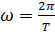 ω = 2π/T